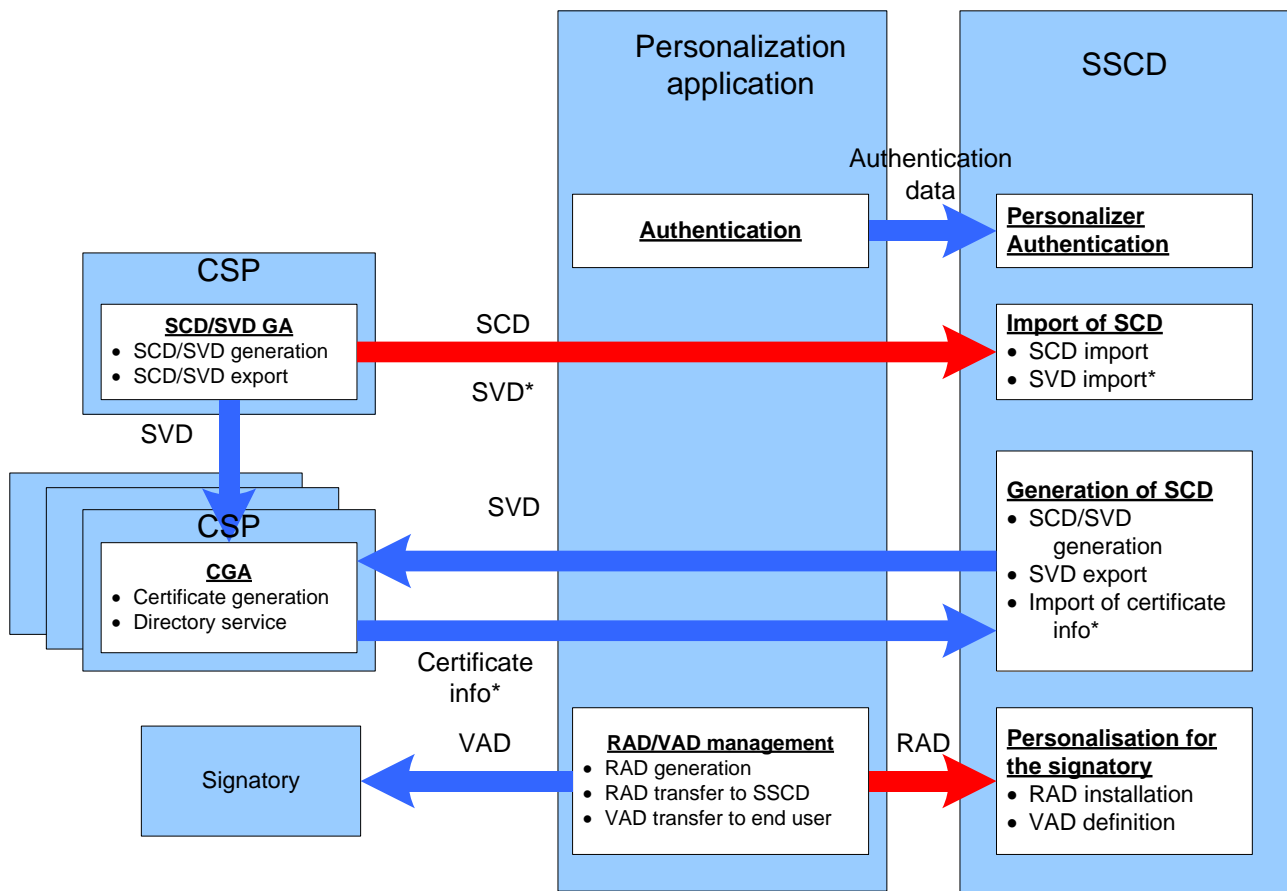 Personalization
application
SSCD
Authentication
data
Authentication
Personalizer
Authentication
CSP
SCD/SVD GA
• SCD/SVD generation
• SCD/SVD export
SCD
SVD*
Import of SCD
• SCD import
• SVD import*
SVD
CSP
CGA
• Certificate generation
• Directory service
SVD
Certificate
info*
Generation of SCD
• SCD/SVD
generation
• SVD export
• Import of certificate
info*
Signatory
VAD
RAD/VAD management
• RAD generation
• RAD transfer to SSCD
• VAD transfer to end user
RAD
Personalisation for
the signatory
• RAD installation
• VAD definition